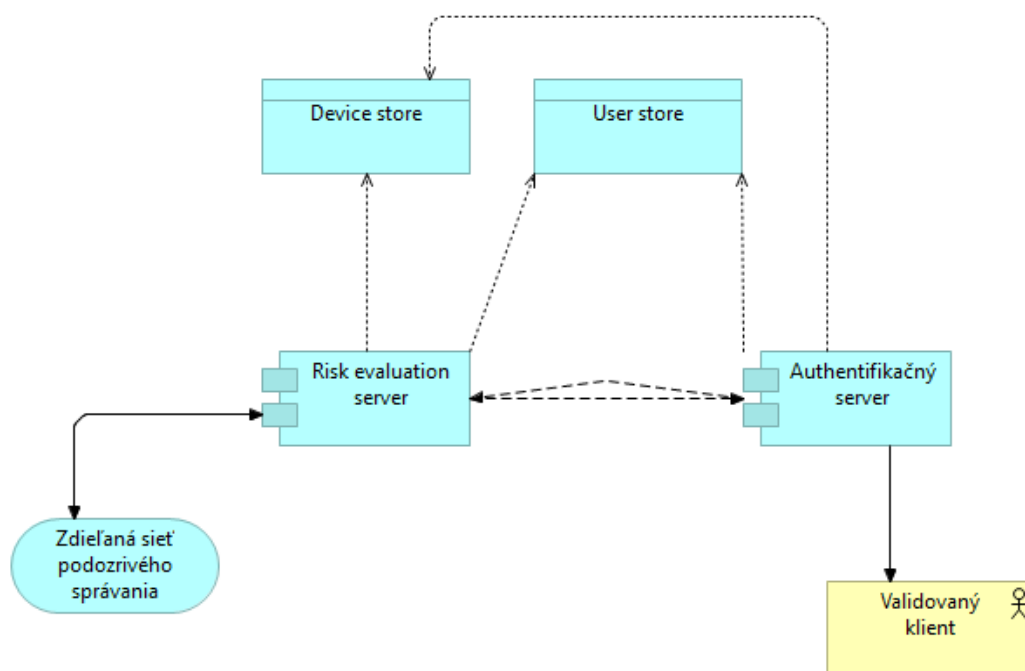 Device store
User store
Risk evaluation
server
Authentifikačný
server
Zdieľaná sieť
podozrivého
správania
Validovaný
klient